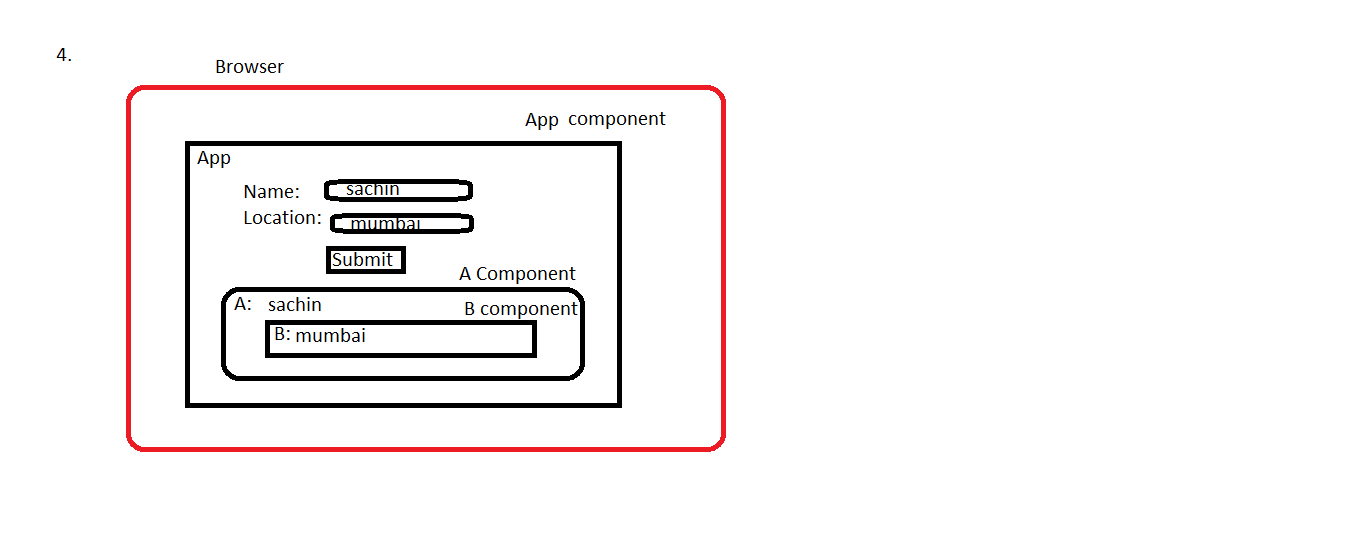 4.
Browser
App component
App
Name: sachin
Location: mumbai
Submit
A Component
A: sachin
B component
B: mumbai